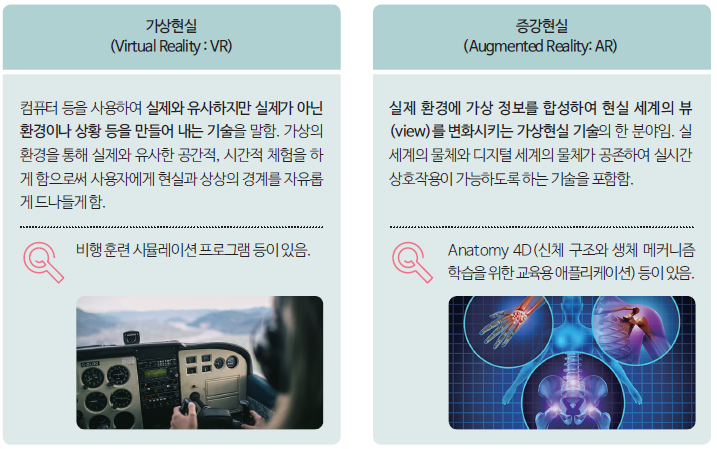 가상현실
(Virtual Reality : VR)
컴퓨터 등을 사용하여 실제와 유사하지만 실제가 아닌
환경이나 상황 등을 만들어 내는 기술을 말함. 가상의
환경을 통해 실제와 유사한 공간적, 시간적 체험을 하
게 함으로써 사용자에게 현실과 상상의 경계를 자유롭
게 드나들게 함.
비행 훈련 시뮬레이션 프로그램 등이 있음.
증강현실
(Augmented Reality: AR)
실제 환경에 가상 정보를 합성하여 현실 세계의 뷰
(view)를 변화시키는 가상현실 기술의 한 분야임. 실
세계의 물체와 디지털 세계의 물체가 공존하여 실시간
상호작용이 가능하도록 하는 기술을 포함함.
Anatomy 4D(신체 구조와 생체 메커니즘
학습을 위한 교육용 애플리케이션) 등이 있음.